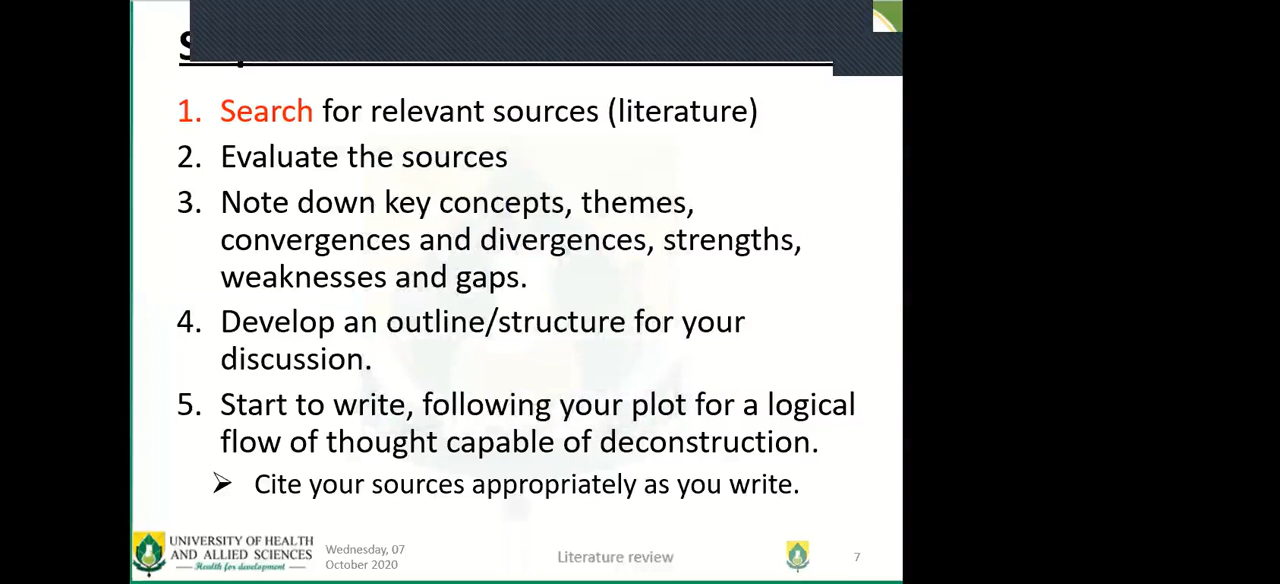 1. Search for relevant sources (literature)
2. Evaluate the sources
3. Note down key concepts, themes,
convergences and divergences, strengths,
weaknesses and gaps.
4. Develop an outline/structure for your
discussion.
5. Start to write, following your plot for a logical
flow of thought capable of deconstruction.
➢ Cite your sources appropriately as you write.
UNIVERSITY OF HEALTH
AND ALLIED SCIENCES
Health for development
Wednesday, 07
October 2020
Literature review
7